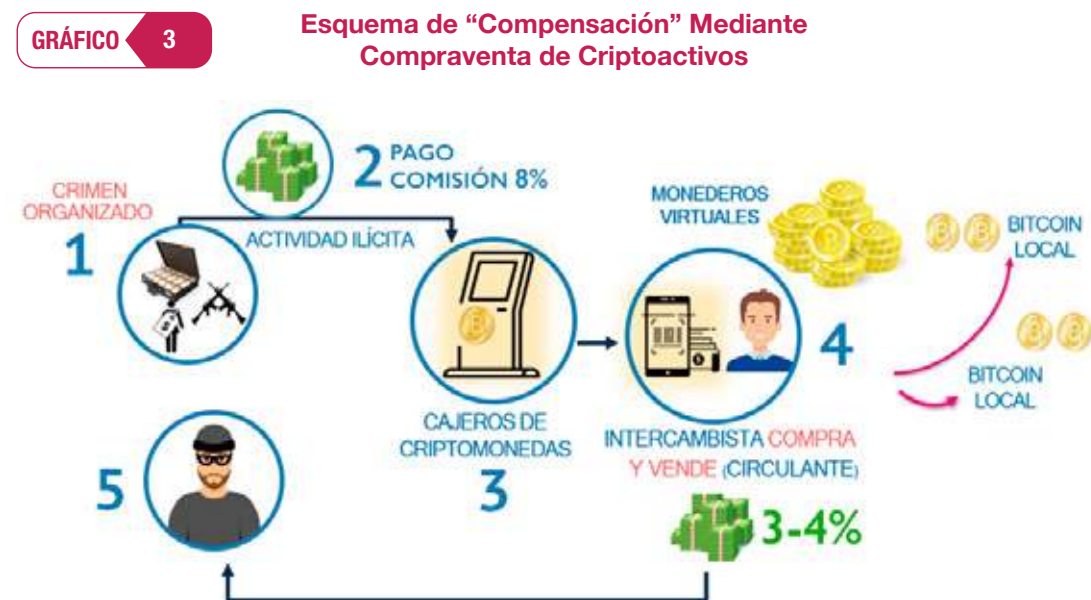 GRÁFICO 3
Esquema de “Compensación” Mediante
Compraventa de Criptoactivos
CRIMEN
ORGANIZADO
1
2 PAGO
COMISIÓN 8%
ACTIVIDAD ILÍCITA
CAJEROS DE
CRIPTOMONEDAS
3
MONEDEROS
VIRTUALES
4
INTERCAMBISTA COMPRA
Y VENDE (CIRCULANTE)
3-4%
BITCOIN
LOCAL
BITCOIN
LOCAL
5